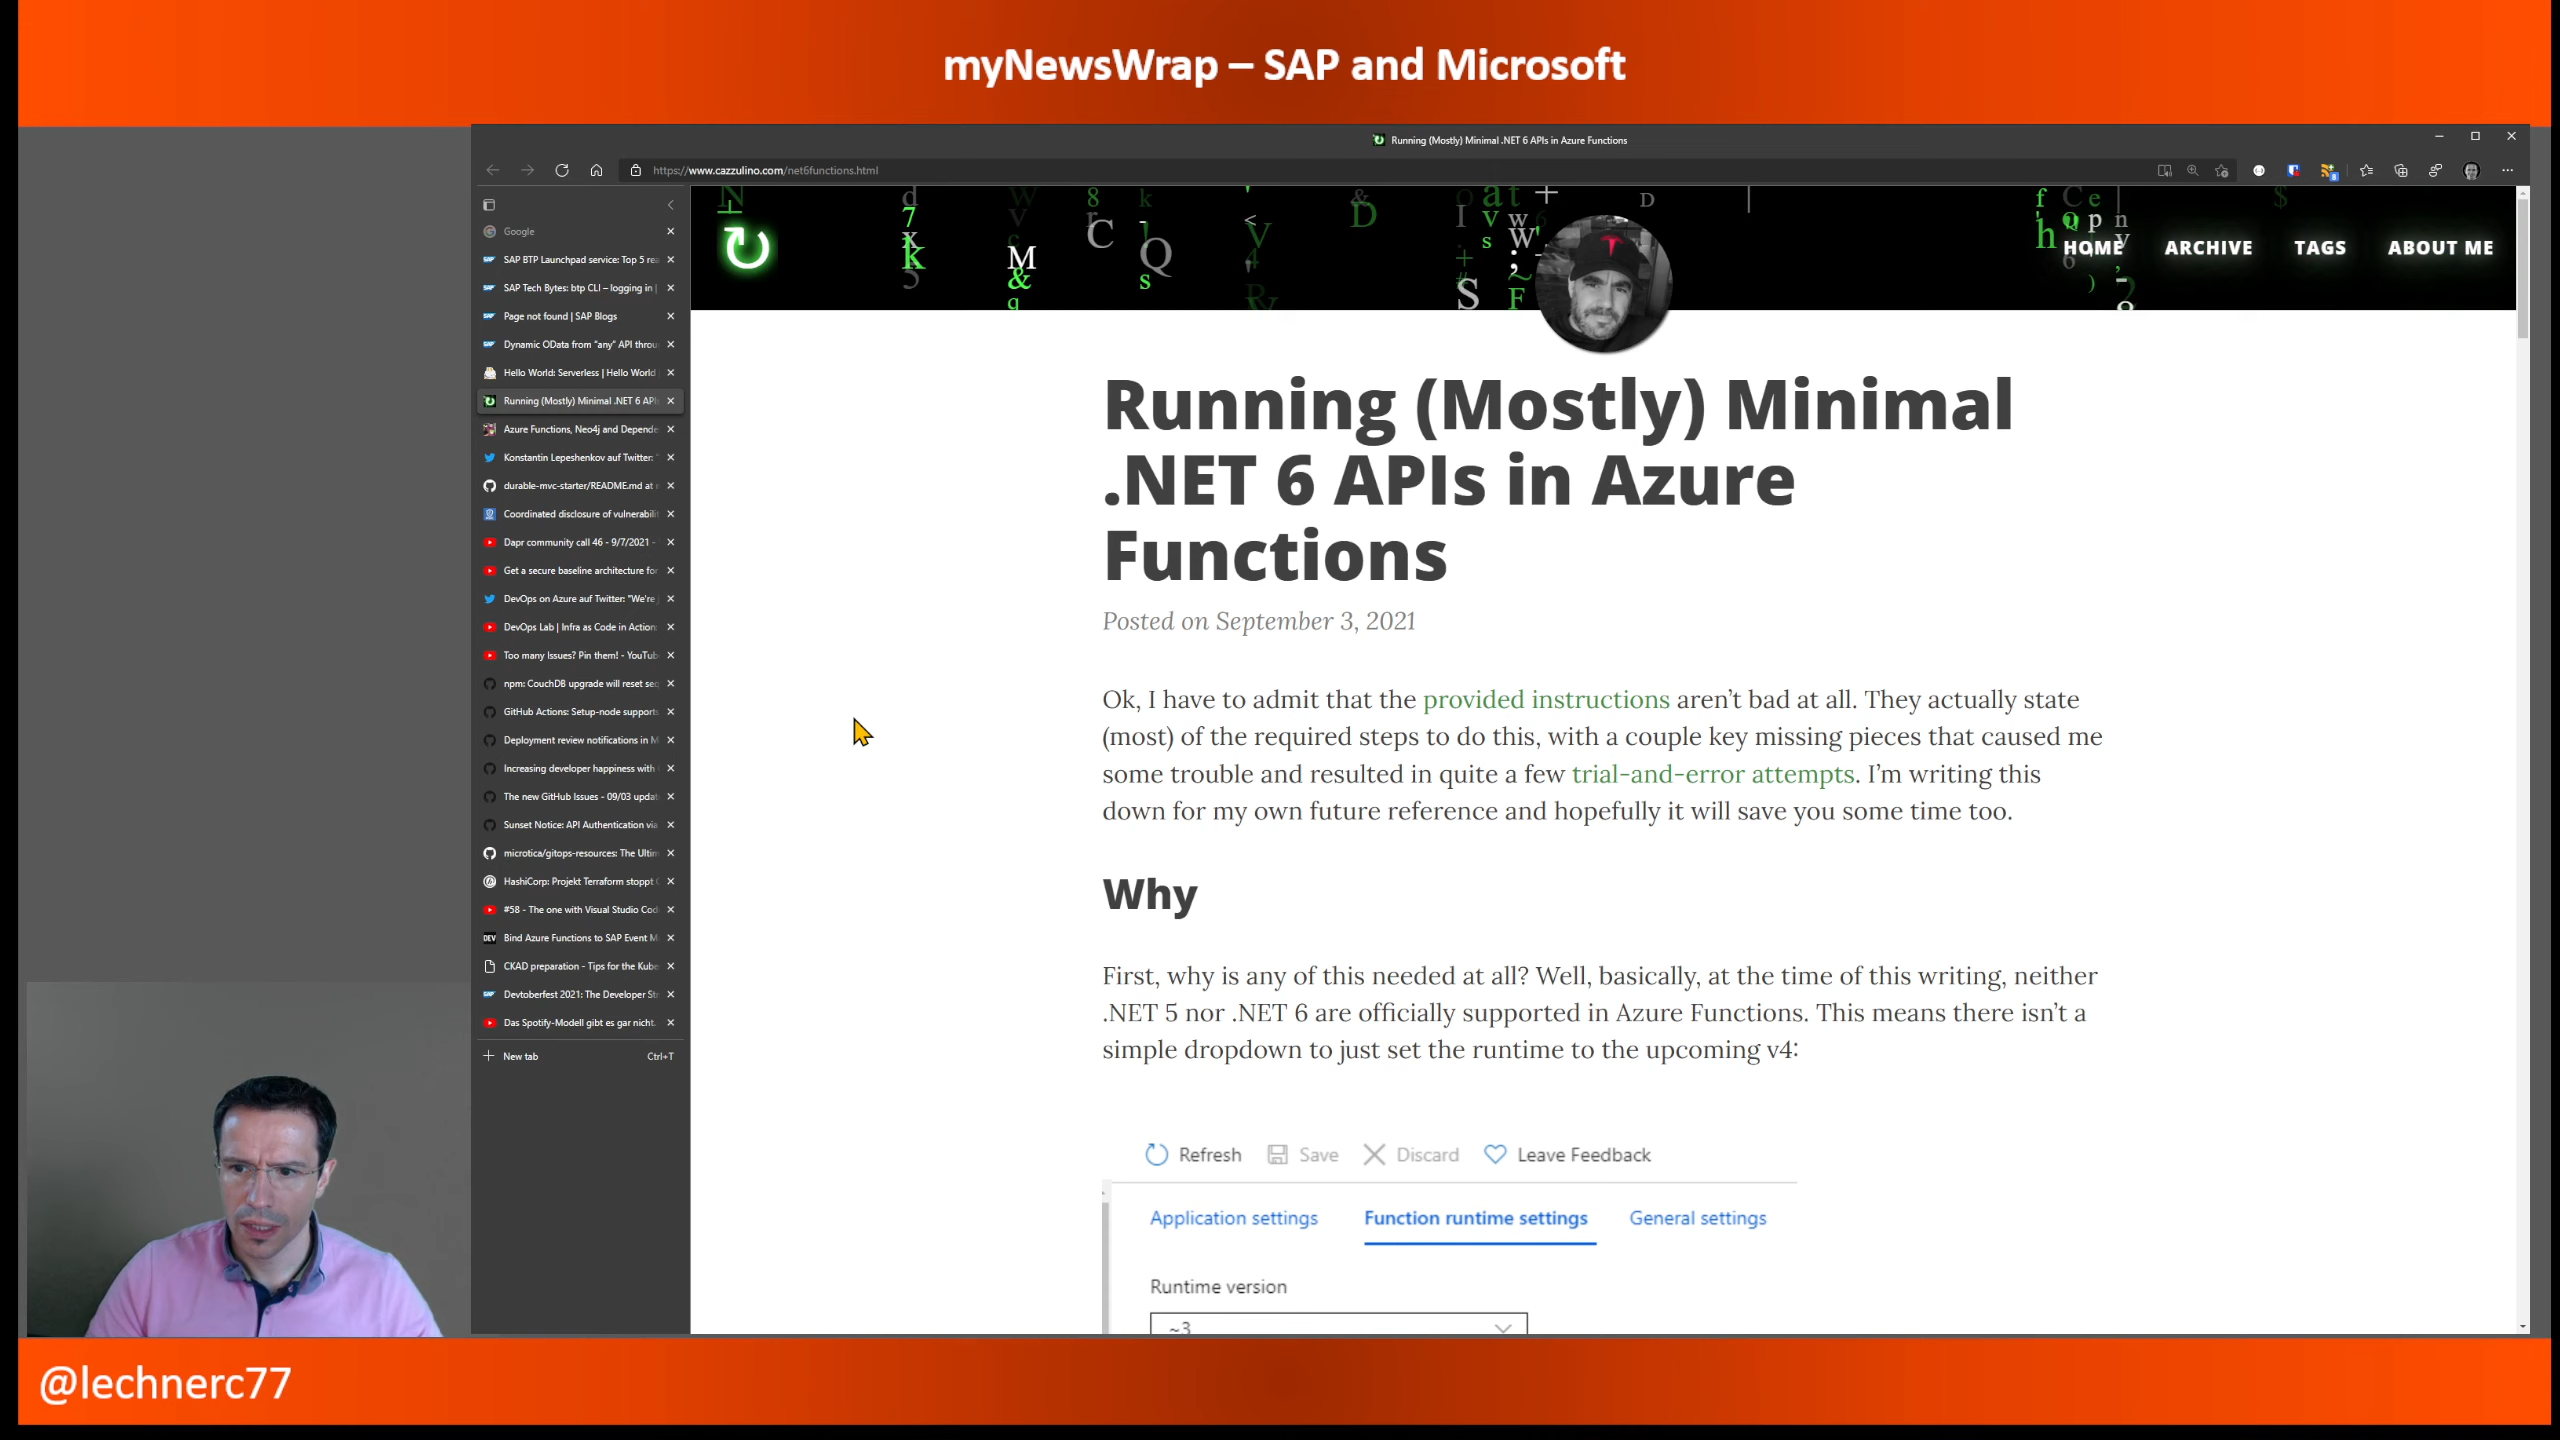 myNewsWrap – SAP and Microsoft
Running (Mostly) Minimal .NET 6 APIs in Azure Functions
https://www.cazzulino.com/net6functions.html
Google
SAP BTP Launchpad service: Top 5 re
SAP Tech Bytes: btp CLI – logging in |
Page not found | SAP Blogs
Dynamic OData from "any" API throu
Hello World: Serverless | Hello World
Running (Mostly) Minimal .NET 6 API
Azure Functions, Neo4j and Depende
Konstantin Lepeshenkov auf Twitter: "
durable-mvc-starter/README.md at
Coordinated disclosure of vulnerabili
Dapr community call 46 - 9/7/2021 -
Get a secure baseline architecture for
DevOps on Azure auf Twitter: "We're
DevOps Lab | Infra as Code in Action:
Too many Issues? Pin them! - YouTub
npm: CouchDB upgrade will reset seq
GitHub Actions: Setup-node supports
Deployment review notifications in M
Increasing developer happiness with
The new GitHub Issues - 09/03 updat
Sunset Notice: API Authentication via
microtica/gitops-resources: The Ultim
HashiCorp: Projekt Terraform stoppt
#58 - The one with Visual Studio Cod
Bind Azure Functions to SAP Event M
CKAD preparation - Tips for the Kube
Devtoberfest 2021: The Developer St
Das Spotify-Modell gibt es gar nicht.
New tab Ctrl+T
HOME ARCHIVE TAGS ABOUT ME
Running (Mostly) Minimal
.NET 6 APIs in Azure
Functions
Posted on September 3, 2021
Ok, I have to admit that the provided instructions aren't bad at all. They actually state
(most) of the required steps to do this, with a couple key missing pieces that caused me
some trouble and resulted in quite a few trial-and-error attempts. I'm writing this
down for my own future reference and hopefully it will save you some time too.
Why
First, why is any of this needed at all? Well, basically, at the time of this writing, neither
.NET 5 nor .NET 6 are officially supported in Azure Functions. This means there isn't a
simple dropdown to just set the runtime to the upcoming v4:
Refresh Save Discard Leave Feedback
Application settings Function runtime settings General settings
Runtime version
~3
@lechnerc77